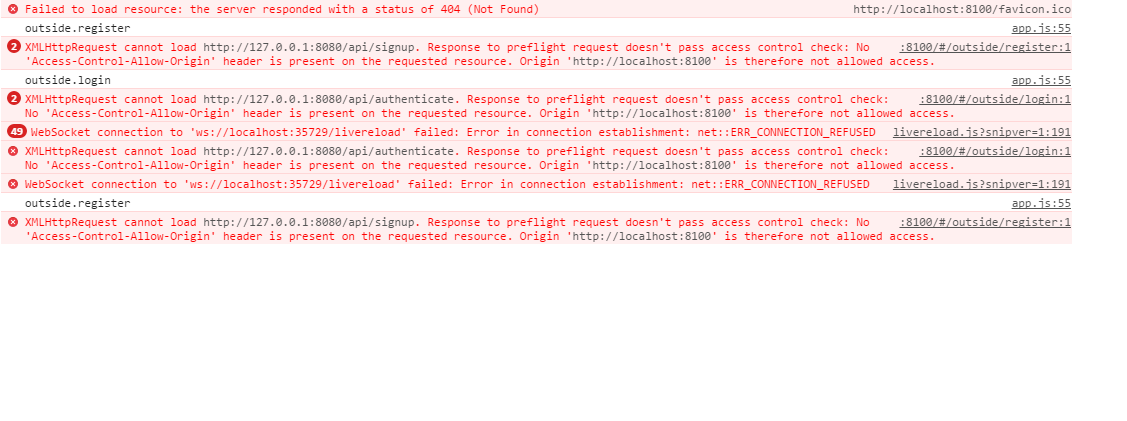 Failed to load resource: the server responded with a status of 404 (Not Found) http://localhost:8100/favicon.ico
outside.register app.js:55
2 XMLHttpRequest cannot load http://127.0.0.1:8080/api/signup. Response to preflight request doesn't pass access control check: No :8100/#/outside/register:1
'Access-Control-Allow-Origin' header is present on the requested resource. Origin 'http://localhost:8100' is therefore not allowed access.
outside.login app.js:55
2 XMLHttpRequest cannot load http://127.0.0.1:8080/api/authenticate. Response to preflight request doesn't pass access control check: :8100/#/outside/login:1
No 'Access-Control-Allow-Origin' header is present on the requested resource. Origin 'http://localhost:8100' is therefore not allowed access.
49 WebSocket connection to 'ws://localhost:35729/livereload' failed: Error in connection establishment: net::ERR_CONNECTION_REFUSED livereload.js?snipver=1:191
XMLHttpRequest cannot load http://127.0.0.1:8080/api/authenticate. Response to preflight request doesn't pass access control check: :8100/#/outside/login:1
No 'Access-Control-Allow-Origin' header is present on the requested resource. Origin 'http://localhost:8100' is therefore not allowed access.
WebSocket connection to 'ws://localhost:35729/livereload' failed: Error in connection establishment: net::ERR_CONNECTION_REFUSED livereload.js?snipver=1:191
outside.register app.js:55
XMLHttpRequest cannot load http://127.0.0.1:8080/api/signup. Response to preflight request doesn't pass access control check: No :8100/#/outside/register:1
'Access-Control-Allow-Origin' header is present on the requested resource. Origin 'http://localhost:8100' is therefore not allowed access.